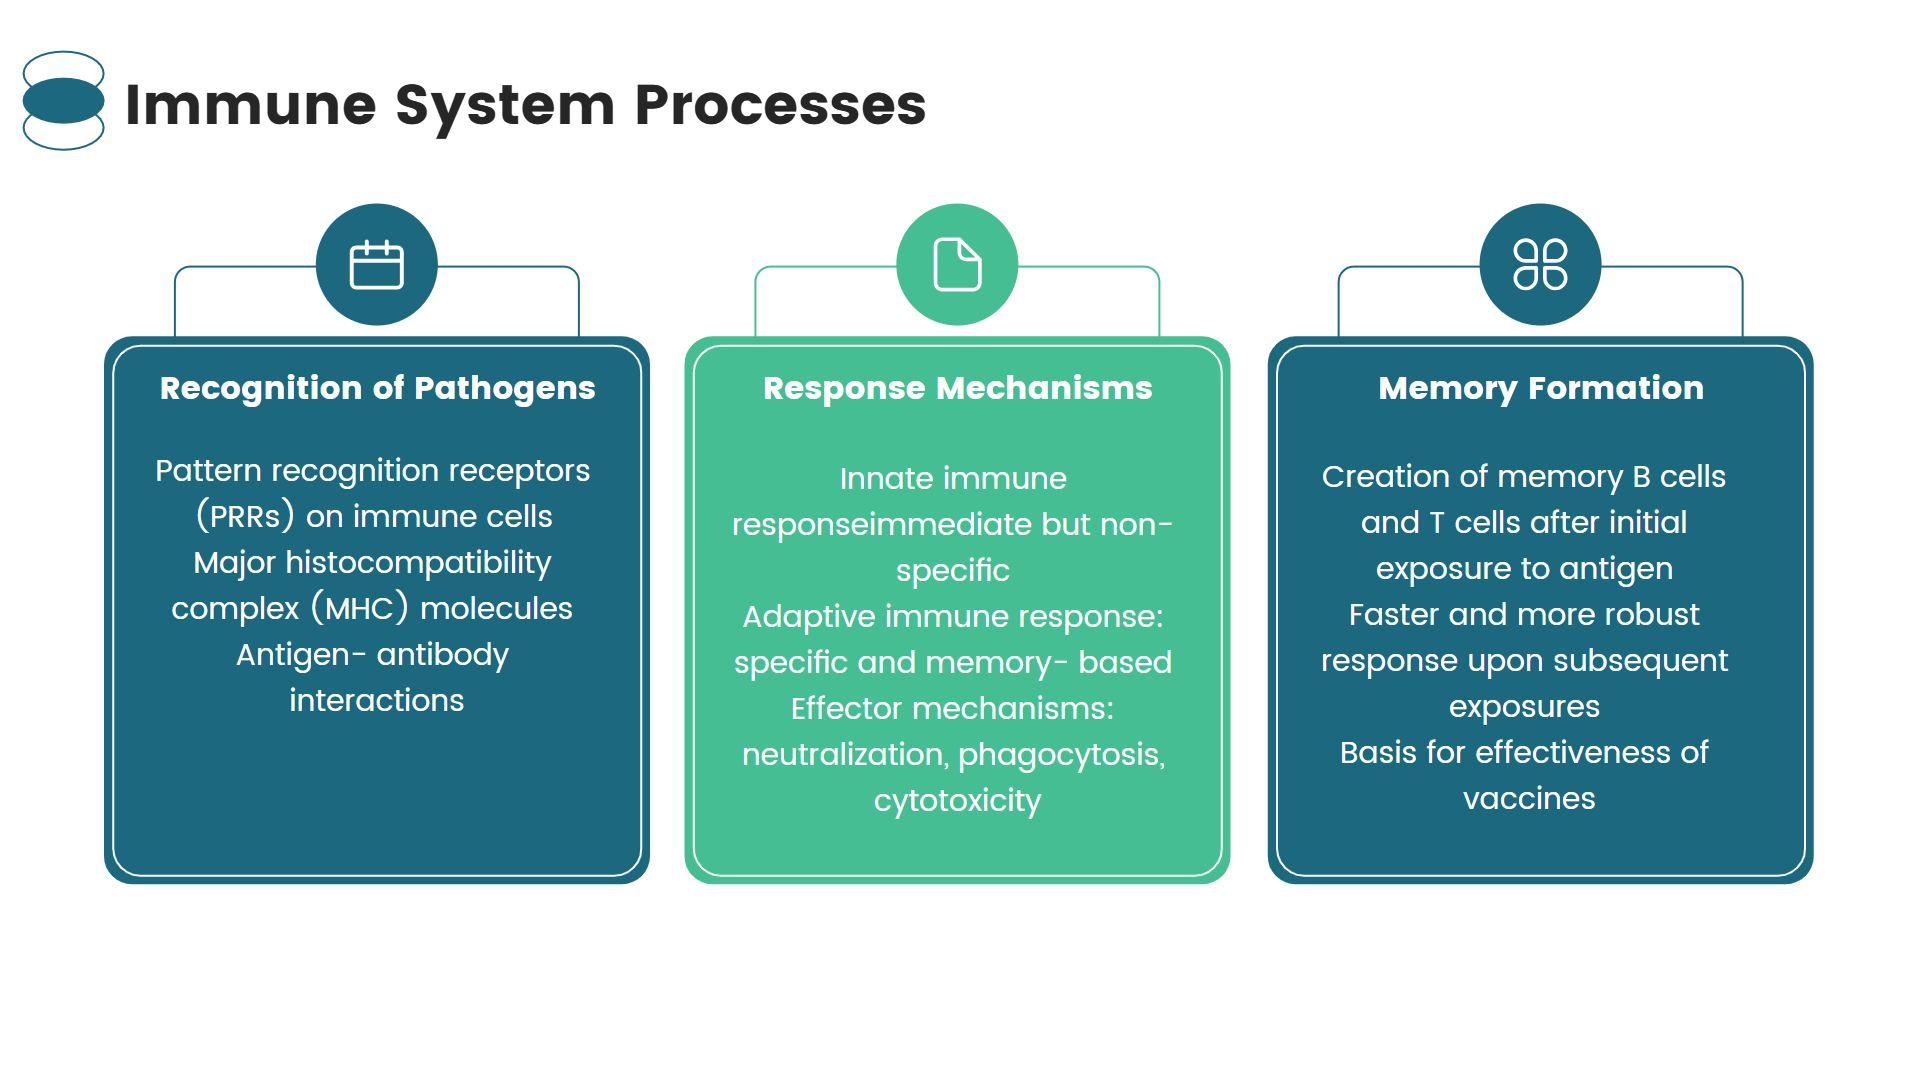 Immune System Processes
Recognition of Pathogens
Pattern recognition receptors
(PRRs) on immune cells
Major histocompatibility
complex (MHC) molecules
Antigen- antibody
interactions
Response Mechanisms
Innate immune
responseimmediate but non-
specific
Adaptive immune response:
specific and memory- based
Effector mechanisms:
neutralization, phagocytosis,
cytotoxicity
Memory Formation
Creation of memory B cells
and T cells after initial
exposure to antigen
Faster and more robust
response upon subsequent
exposures
Basis for effectiveness of
vaccines